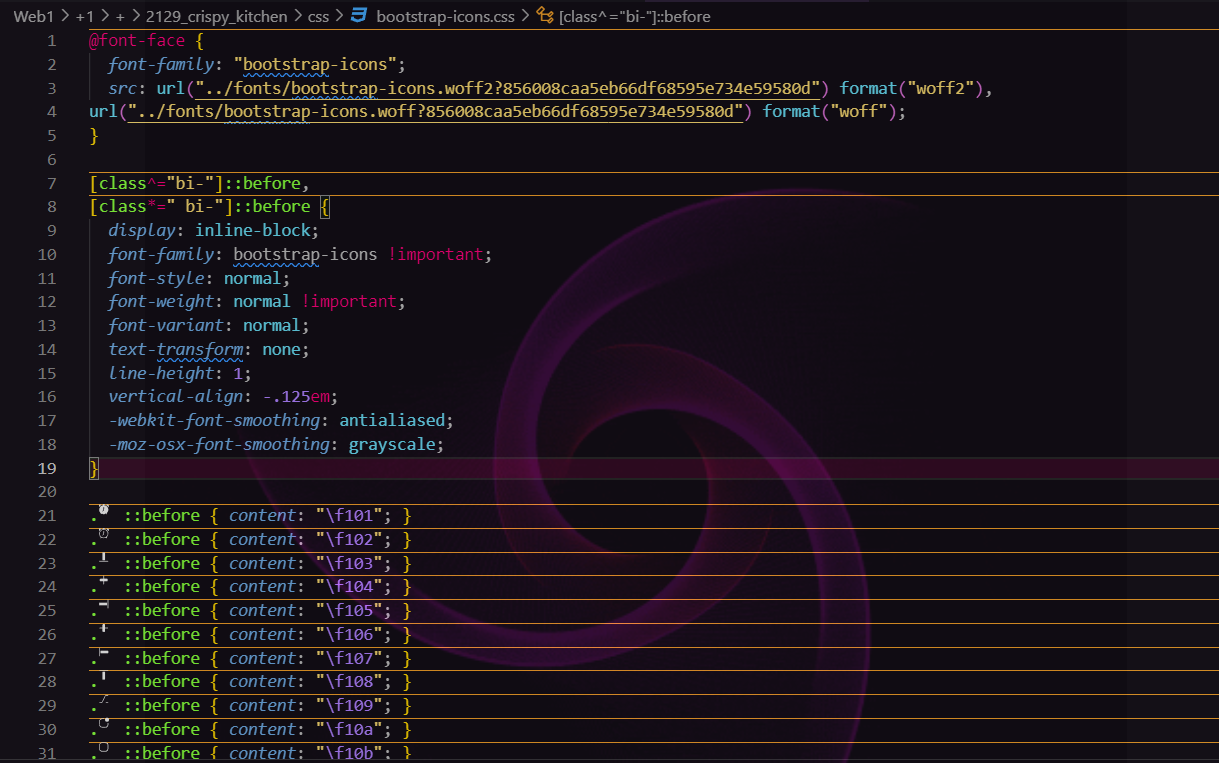 Web1 > +1 > + > 2129_crispy_kitchen > css > bootstrap-icons.css > [class^="bi-"]::before
1 @font-face {
2 font-family: "bootstrap-icons";
3 src: url("../fonts/bootstrap-icons.woff2?856008caa5eb66df68595e734e59580d") format("woff2"),
4 url("../fonts/bootstrap-icons.woff?856008caa5eb66df68595e734e59580d") format("woff");
5 }
6
7 [class^="bi-"]::before,
8 [class*=" bi-"]::before {
9 display: inline-block;
10 font-family: bootstrap-icons !important;
11 font-style: normal;
12 font-weight: normal !important;
13 font-variant: normal;
14 text-transform: none;
15 line-height: 1;
16 vertical-align: -.125em;
17 -webkit-font-smoothing: antialiased;
18 -moz-osx-font-smoothing: grayscale;
19 }
20
21 . ::before { content: "\f101"; }
22 . ::before { content: "\f102"; }
23 . ::before { content: "\f103"; }
24 . ::before { content: "\f104"; }
25 . ::before { content: "\f105"; }
26 . ::before { content: "\f106"; }
27 . ::before { content: "\f107"; }
28 . ::before { content: "\f108"; }
29 . ::before { content: "\f109"; }
30 . ::before { content: "\f10a"; }
31 . ::before { content: "\f10b"; }